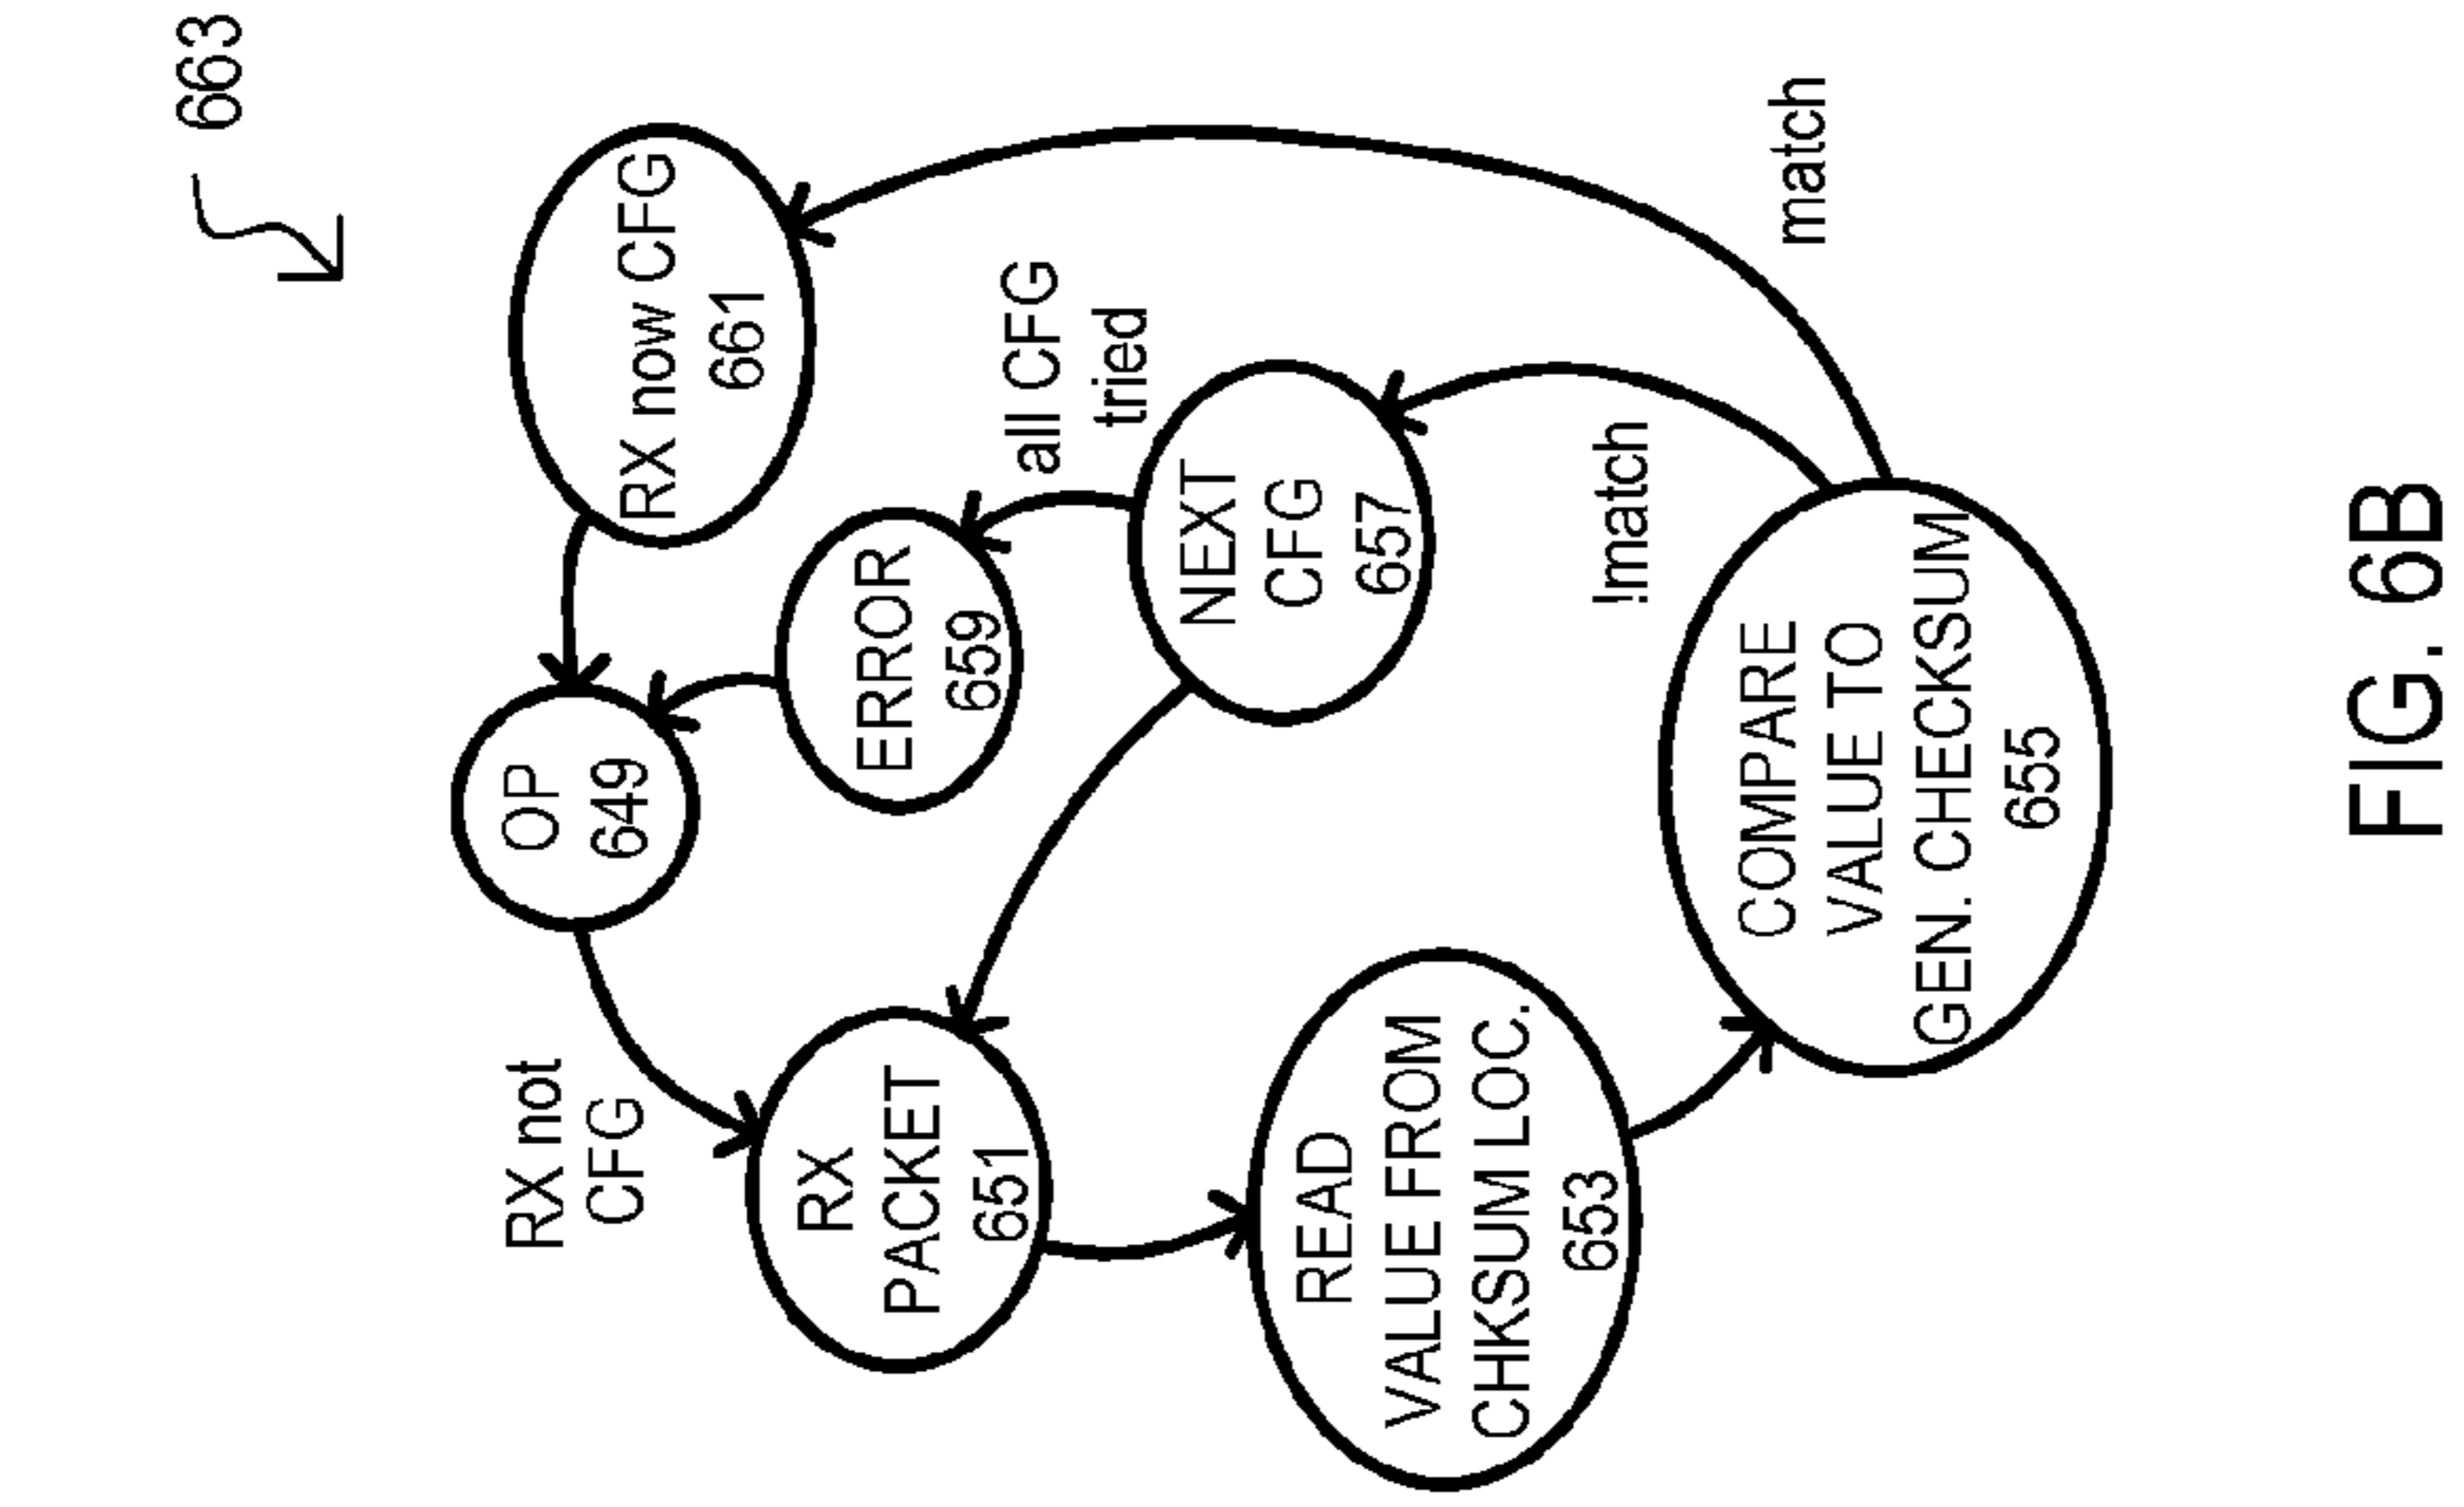 663
OP
649
RX not
CFG
RX
PACKET
651
READ
VALUE FROM
CHKSUM LOC.
653
COMPARE
VALUE TO
GEN. CHECKSUM
655
!match
match
NEXT
CFG
657
all CFG
tried
ERROR
659
RX now CFG
661
FIG. 6B